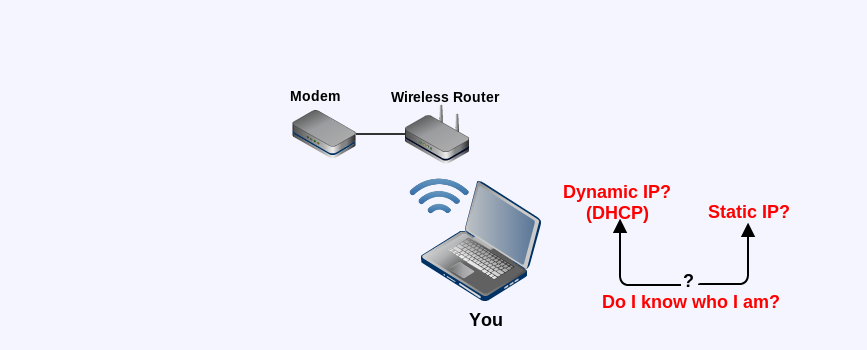 Modem
Wireless Router
Dynamic IP?
(DHCP)
Static IP?
?
Do I know who I am?
You